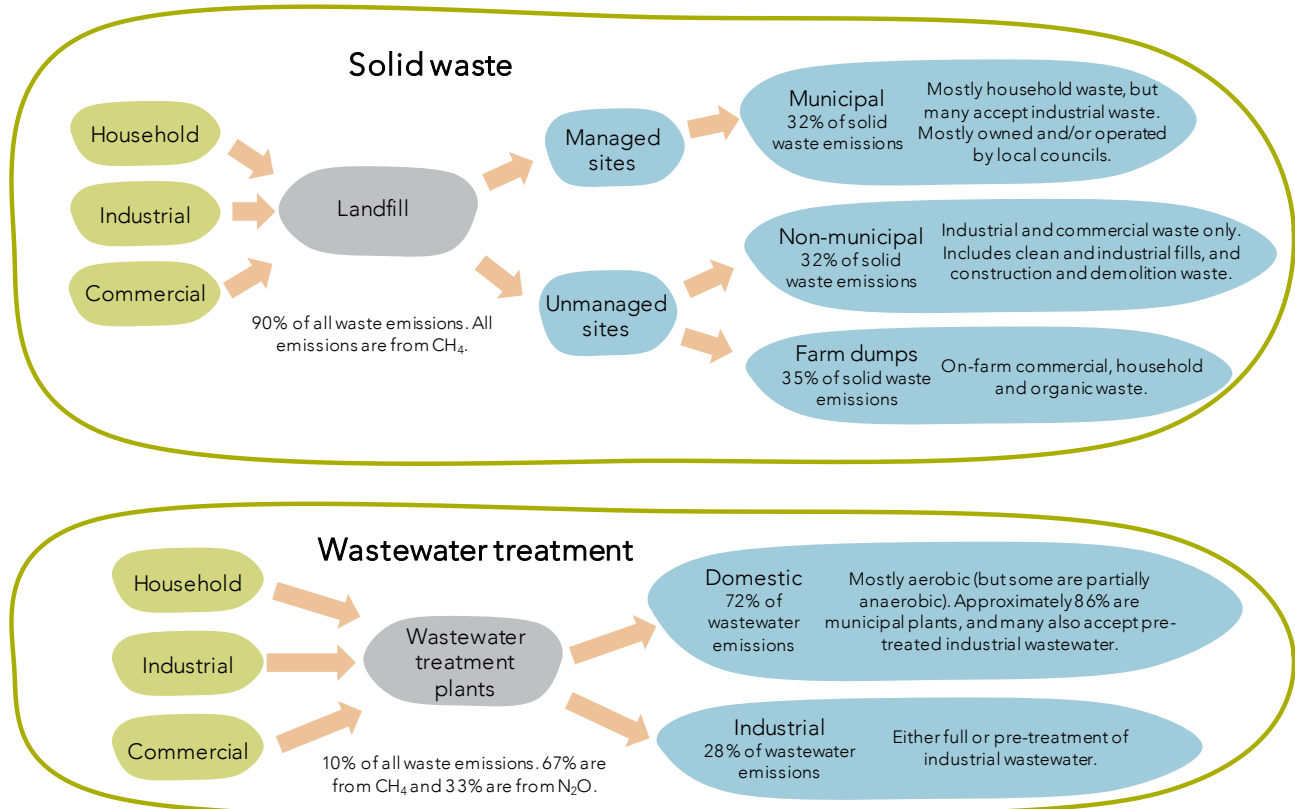 Solid waste
Household
Industrial
Commercial
Landfill
90% of all waste emissions. All
emissions are from CH₄.
Managed
sites
Unmanaged
sites
Municipal
32% of solid
waste emissions
Mostly household waste, but
many accept industrial waste.
Mostly owned and/or operated
by local councils.
Non-municipal
32% of solid
waste emissions
Industrial and commercial waste only.
Includes clean and industrial fills, and
construction and demolition waste.
Farm dumps
35% of solid waste
emissions
On-farm commercial, household
and organic waste.
Wastewater treatment
Household
Industrial
Commercial
Wastewater
treatment
plants
10% of all waste emissions. 67% are
from CH₄ and 33% are from N₂O.
Domestic
72% of
wastewater
emissions
Mostly aerobic (but some are partially
anaerobic). Approximately 86% are
municipal plants, and many also accept pre-
treated industrial wastewater.
Industrial
28% of wastewater
emissions
Either full or pre-treatment of
industrial wastewater.